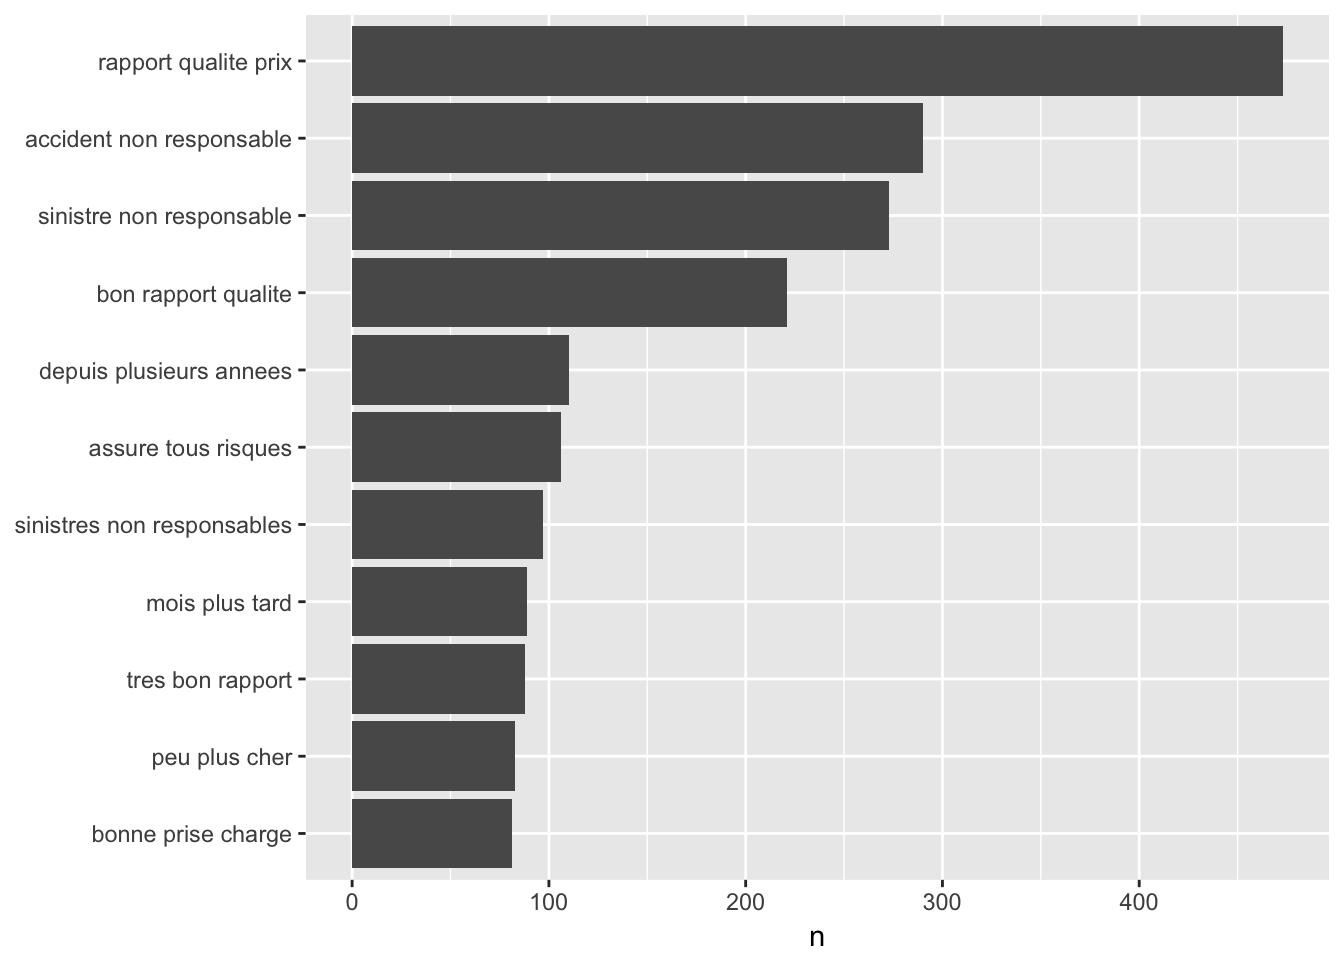 rapport qualite prix
accident non responsable
sinistre non responsable
bon rapport qualite
depuis plusieurs annees
assure tous risques
sinistres non responsables
mois plus tard
tres bon rapport
peu plus cher
bonne prise charge
0 100 200 300 400
n